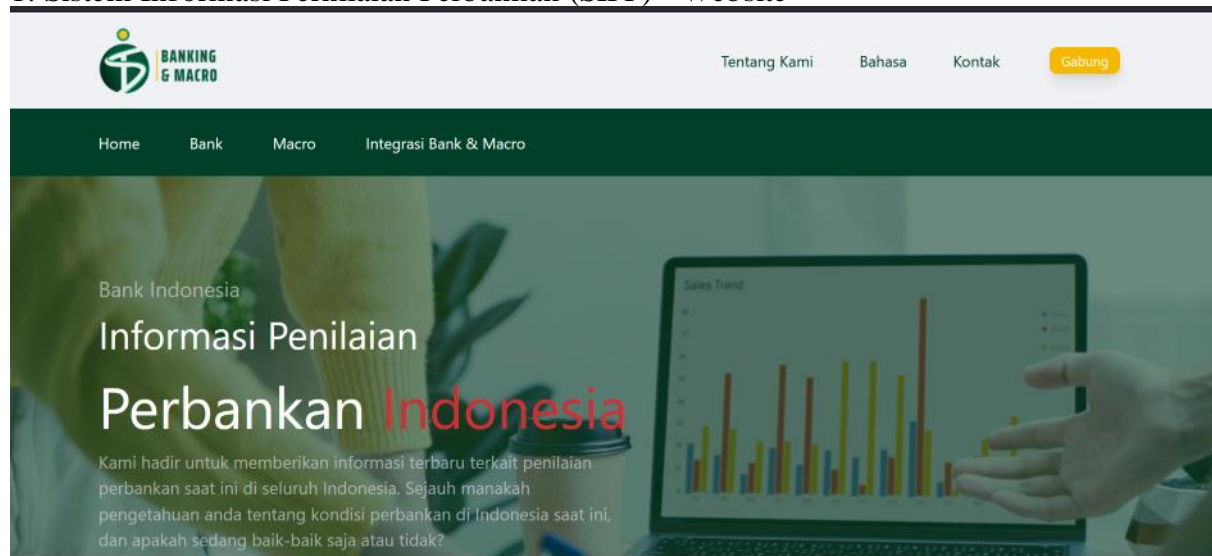 BANKING
& MACRO
Tentang Kami Bahasa Kontak Gabung
Home Bank Macro Integrasi Bank & Macro
Bank Indonesia
Informasi Penilaian
Perbankan Indonesia
Kami hadir untuk memberikan informasi terbaru terkait penilaian
perbankan saat ini di seluruh Indonesia. Sejauh manakah
pengetahuan anda tentang kondisi perbankan di Indonesia saat ini,
dan apakah sedang baik-baik saja atau tidak?
Sales Trend